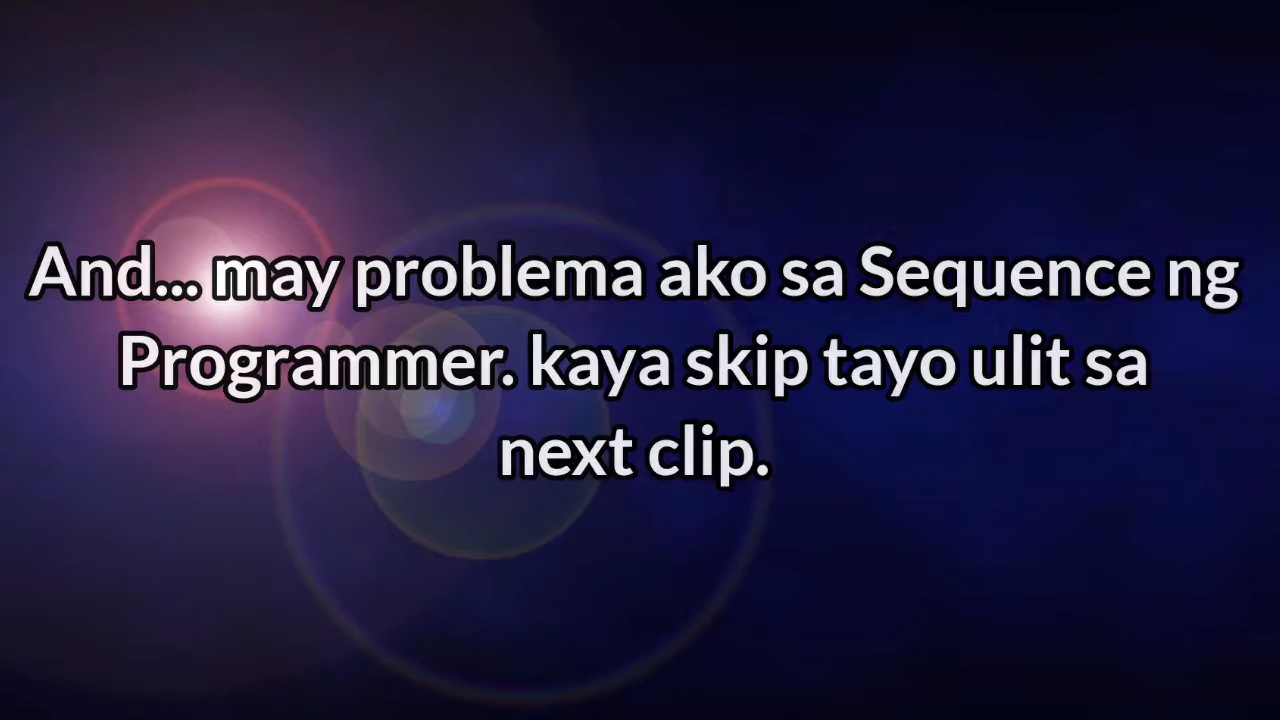 And... may problema ako sa Sequence ng
Programmer. kaya skip tayo ulit sa
next clip.